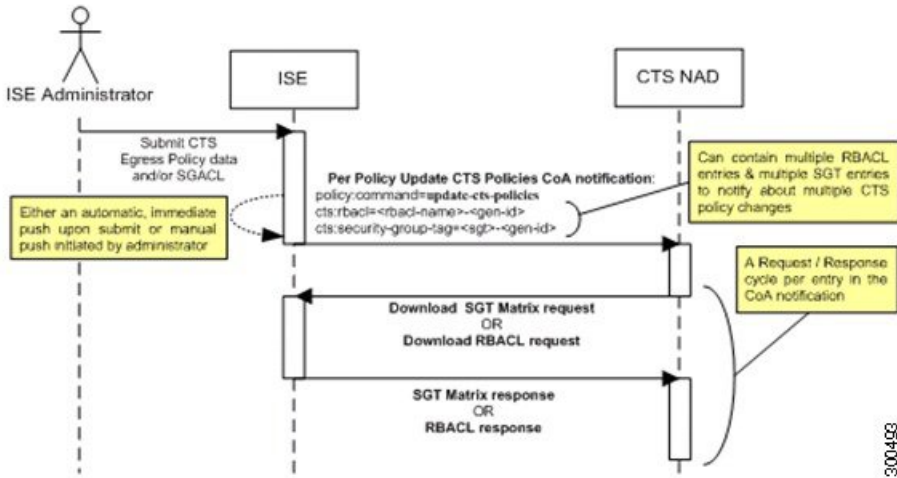 ISE Administrator
ISE
CTS NAD
Submit CTS
Egress Policy data
and/or SGACL
Either an automatic, immediate
push upon submit or manual
push initiated by administrator
Per Policy Update CTS Policies CoA notification:
policy:command=update-cts-policies
cts:rbacl=<rbacl-name>-<gen-id>
cts:security-group-tag=<sgt>-<gen-id>
Can contain multiple RBACL
entries & multiple SGT entries
to notify about multiple CTS
policy changes
A Request / Response
cycle per entry in the
CoA notification
Download SGT Matrix request
OR
Download RBACL request
SGT Matrix response
OR
RBACL response
300493